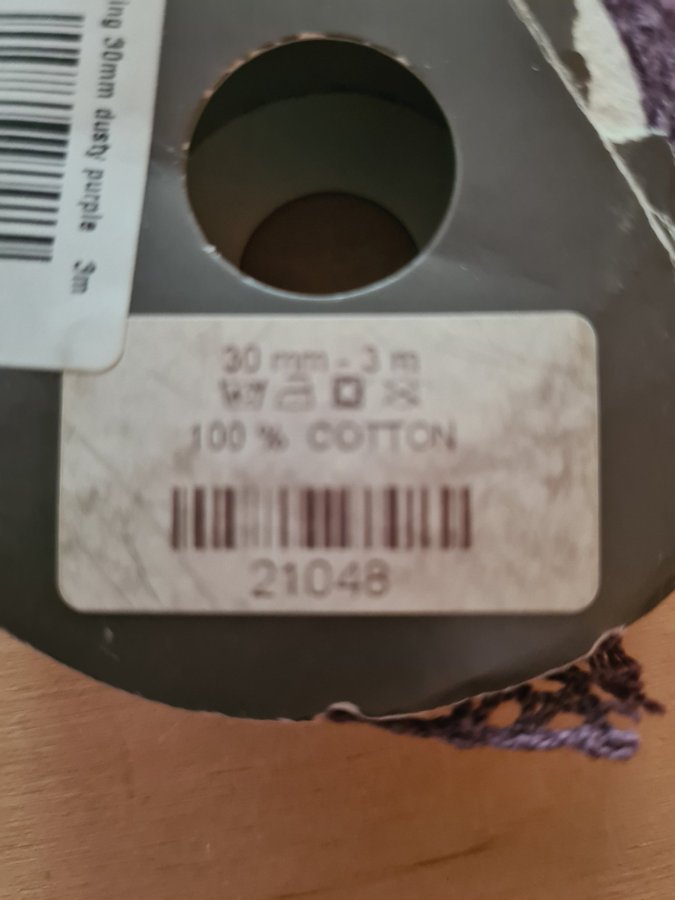 ing 30mm dusty purple 3m
30 mm - 3 m
100 % COTTON
21048